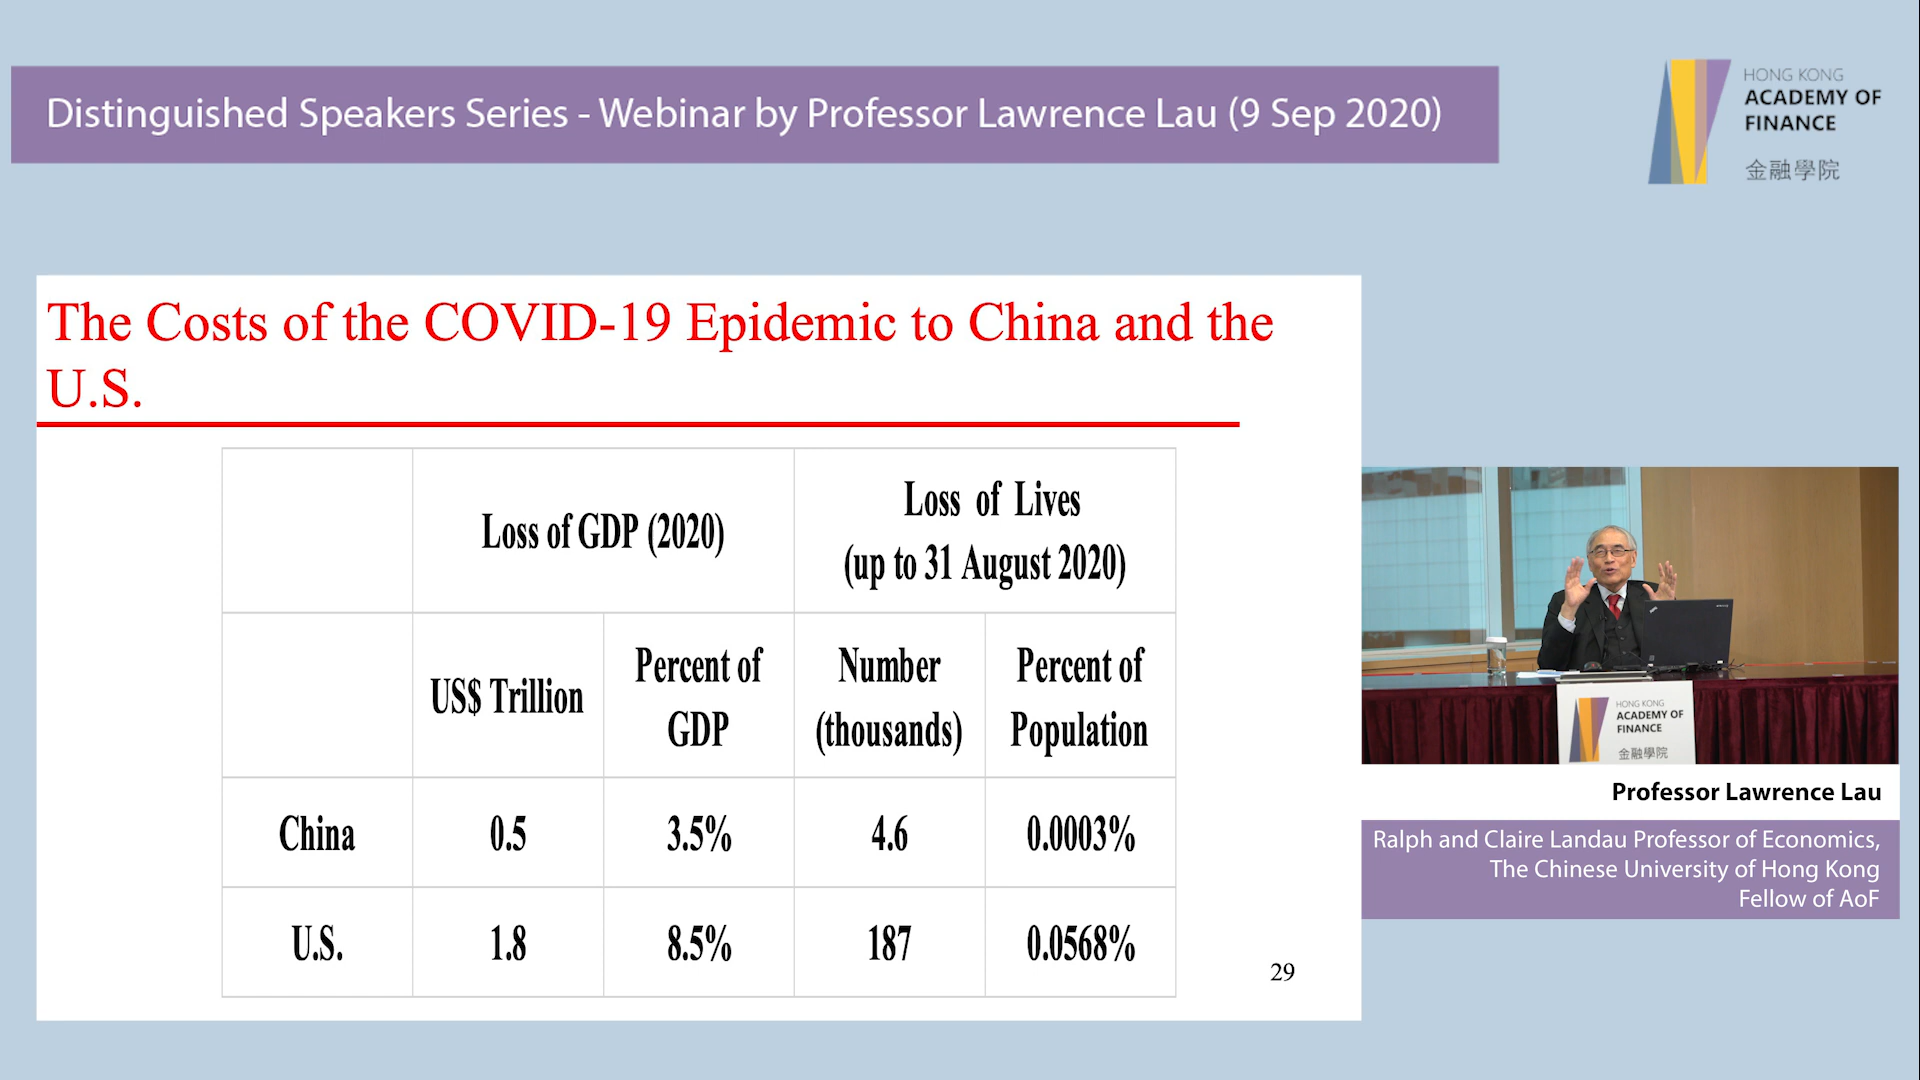 Distinguished Speakers Series - Webinar by Professor Lawrence Lau (9 Sep 2020)
HONG KONG
ACADEMY OF
FINANCE
金融學院
The Costs of the COVID-19 Epidemic to China and the
U.S.
Loss of GDP (2020)
Loss of Lives
(up to 31 August 2020)
US$ Trillion
Percent of
GDP
Number
(thousands)
Percent of
Population
China
0.5
3.5%
4.6
0.0003%
U.S.
1.8
8.5%
187
0.0568%
29
HONG KONG
ACADEMY OF
FINANCE
金融學院
Professor Lawrence Lau
Ralph and Claire Landau Professor of Economics,
The Chinese University of Hong Kong
Fellow of AoF